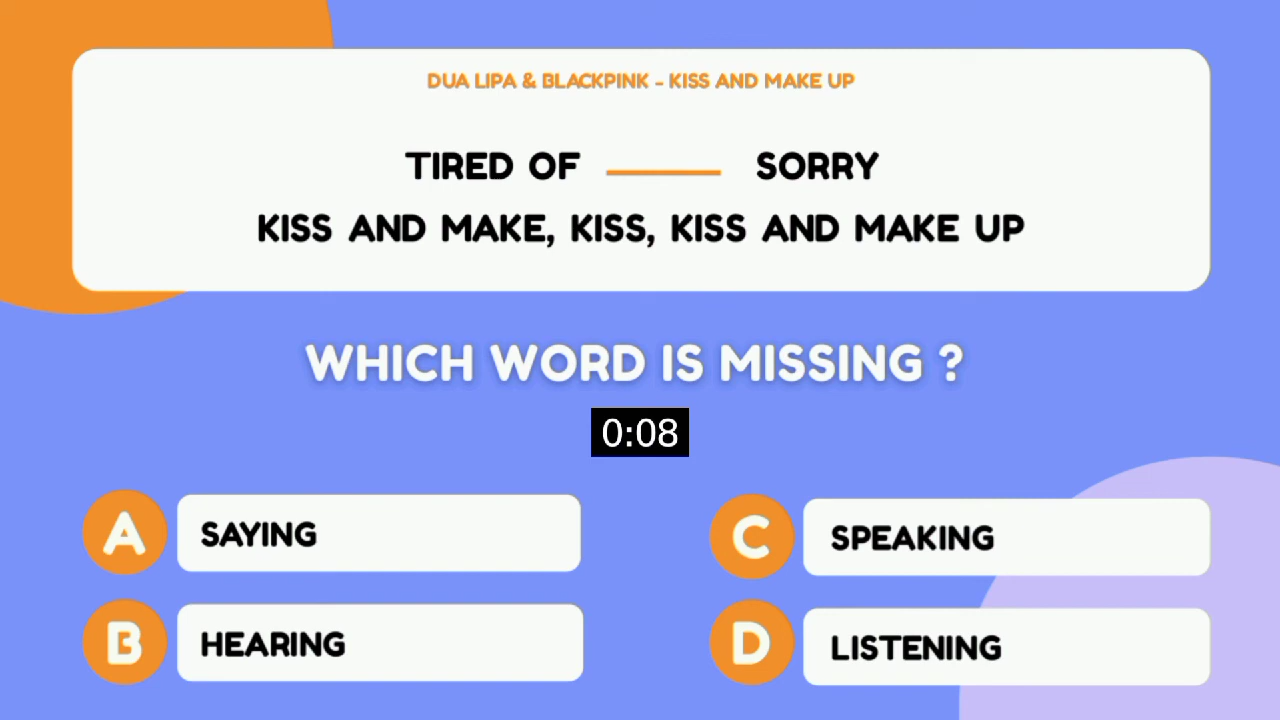 DUA LIPA & BLACKPINK - KISS AND MAKE UP
TIRED OF ____ SORRY
KISS AND MAKE, KISS, KISS AND MAKE UP
WHICH WORD IS MISSING ?
0:08
A SAYING
B HEARING
C SPEAKING
D LISTENING